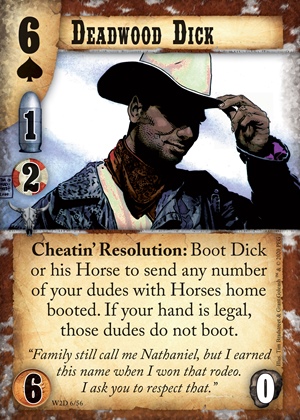 6
DEADWOOD DICK
1
2
Cheatin' Resolution: Boot Dick
or his Horse to send any number
of your dudes with Horses home
booted. If your hand is legal,
those dudes do not boot.
"Family still call me Nathaniel, but I earned
this name when I won that rodeo.
I ask you to respect that."
6
W2D 6/56
0